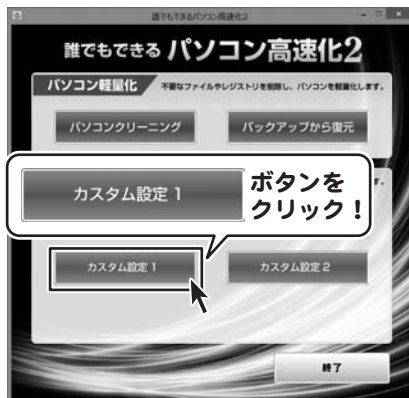 誰でもできるパソコン高速化2
誰でもできる パソコン高速化2
パソコン軽量化 不要なファイルやレジストリを削除し、パソコンを軽量化します。
パソコンクリーニング バックアップから復元
す。
カスタム設定 1 ボタンを
クリック!
カスタム設定 1 カスタム設定 2
終了